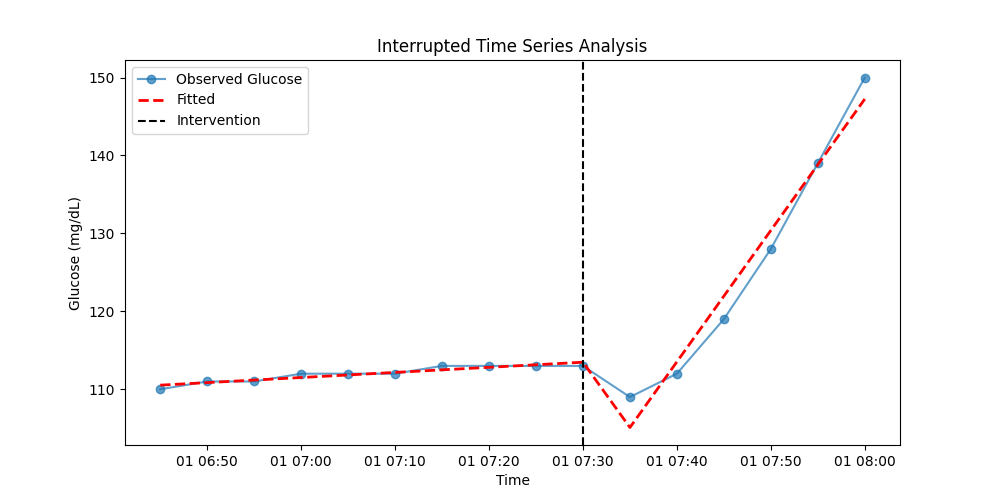 Interrupted Time Series Analysis
Observed Glucose
Fitted
Intervention
Glucose (mg/dL)
150
140
130
120
110
01 06:50 01 07:00 01 07:10 01 07:20 01 07:30 01 07:40 01 07:50 01 08:00
Time